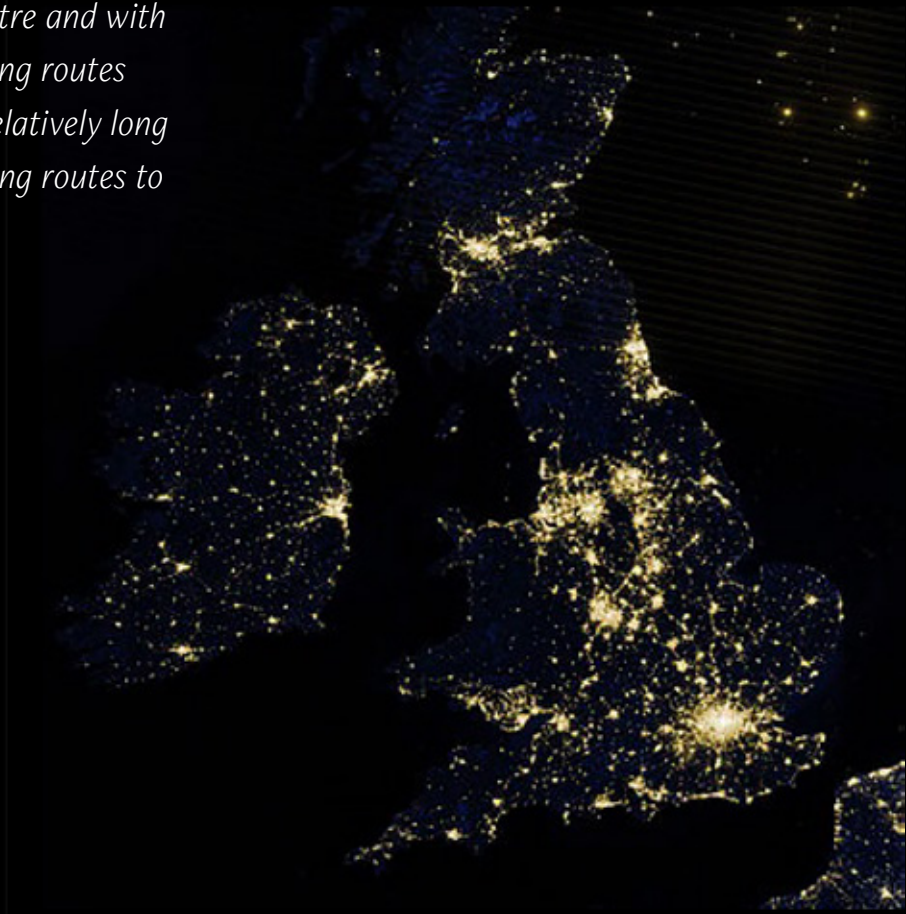 tre and with
ng routes
elatively long
ng routes to